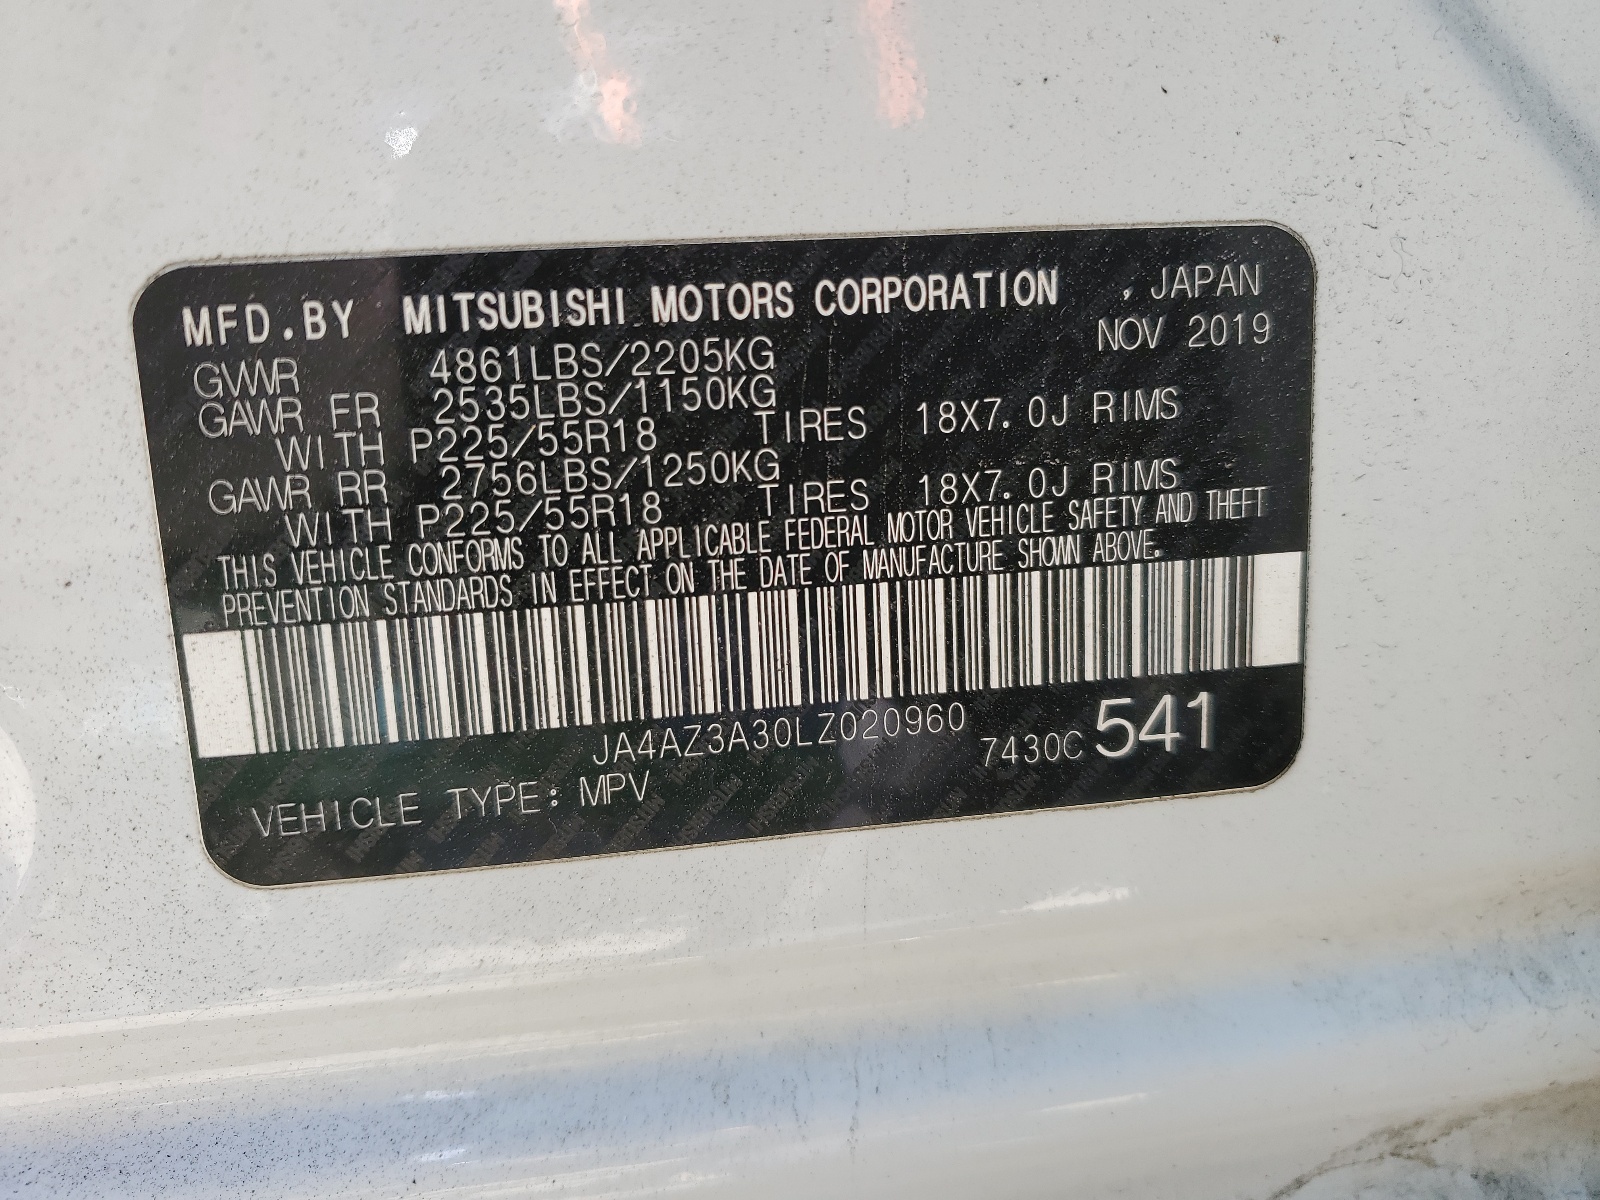 MFD.BY MITSUBISHI MOTORS CORPORATION , JAPAN
GVWR 4861LBS/2205KG NOV 2019
GAWR FR 2535LBS/1150KG
WITH P225/55R18 TIRES 18X7.0J RIMS
GAWR RR 2756LBS/1250KG
WITH P225/55R18 TIRES 18X7.0J RIMS
THIS VEHICLE CONFORMS TO ALL APPLICABLE FEDERAL MOTOR VEHICLE SAFETY AND THEFT
PREVENTION STANDARDS IN EFFECT ON THE DATE OF MANUFACTURE SHOWN ABOVE.
JA4AZ3A30LZ020960 7430C 541
VEHICLE TYPE: MPV